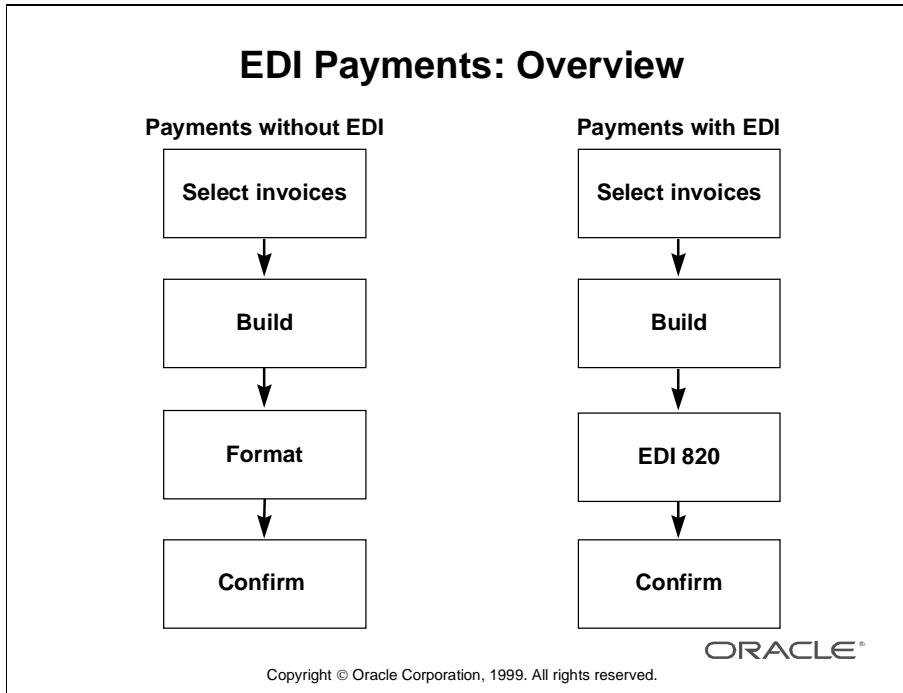 EDI Payments: Overview
Payments without EDI
Select invoices
Build
Format
Confirm
Payments with EDI
Select invoices
Build
EDI 820
Confirm
ORACLE®
Copyright © Oracle Corporation, 1999. All rights reserved.